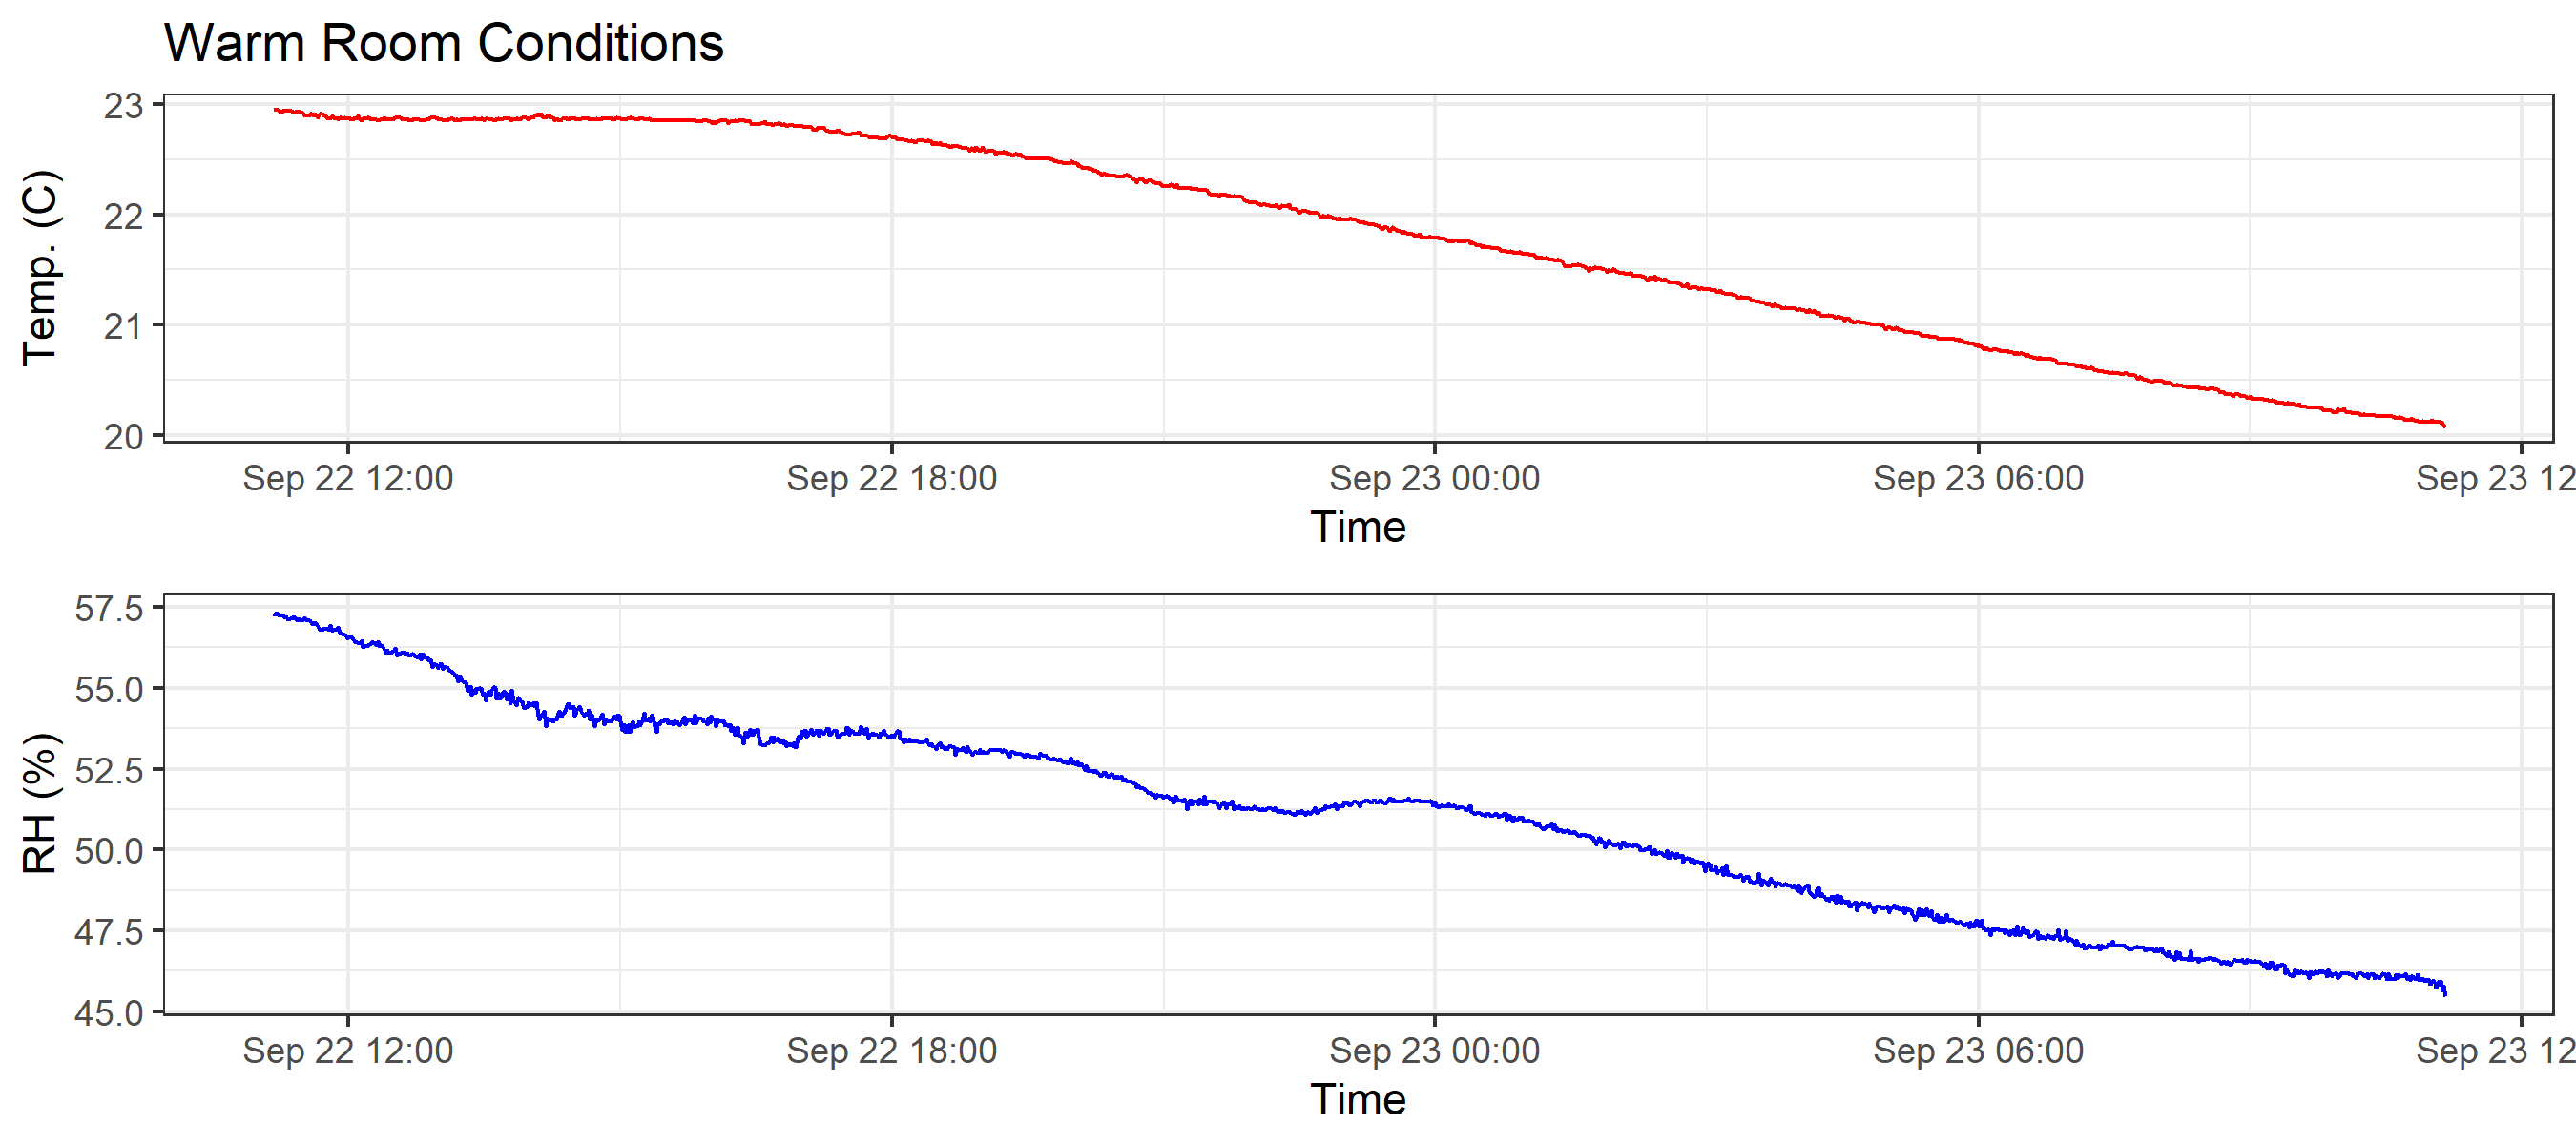 Warm Room Conditions
Temp. (C)
23
22
21
20
Sep 22 12:00 Sep 22 18:00 Sep 23 00:00 Sep 23 06:00 Sep 23 12
Time
RH (%)
57.5
55.0
52.5
50.0
47.5
45.0
Sep 22 12:00 Sep 22 18:00 Sep 23 00:00 Sep 23 06:00 Sep 23 12
Time